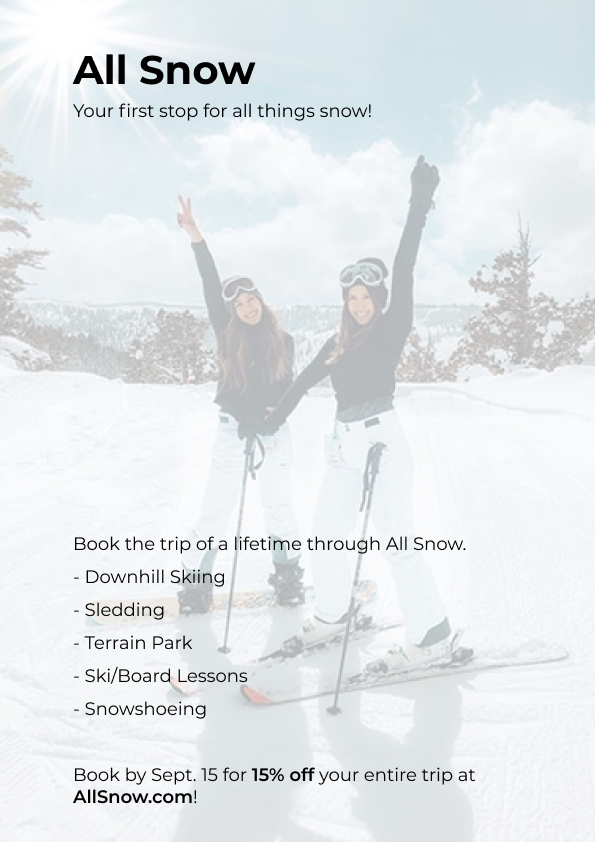 All Snow
Your first stop for all things snow!
Book the trip of a lifetime through All Snow.
- Downhill Skiing
- Sledding
- Terrain Park
- Ski/Board Lessons
- Snowshoeing
Book by Sept. 15 for 15% off your entire trip at
AllSnow.com!